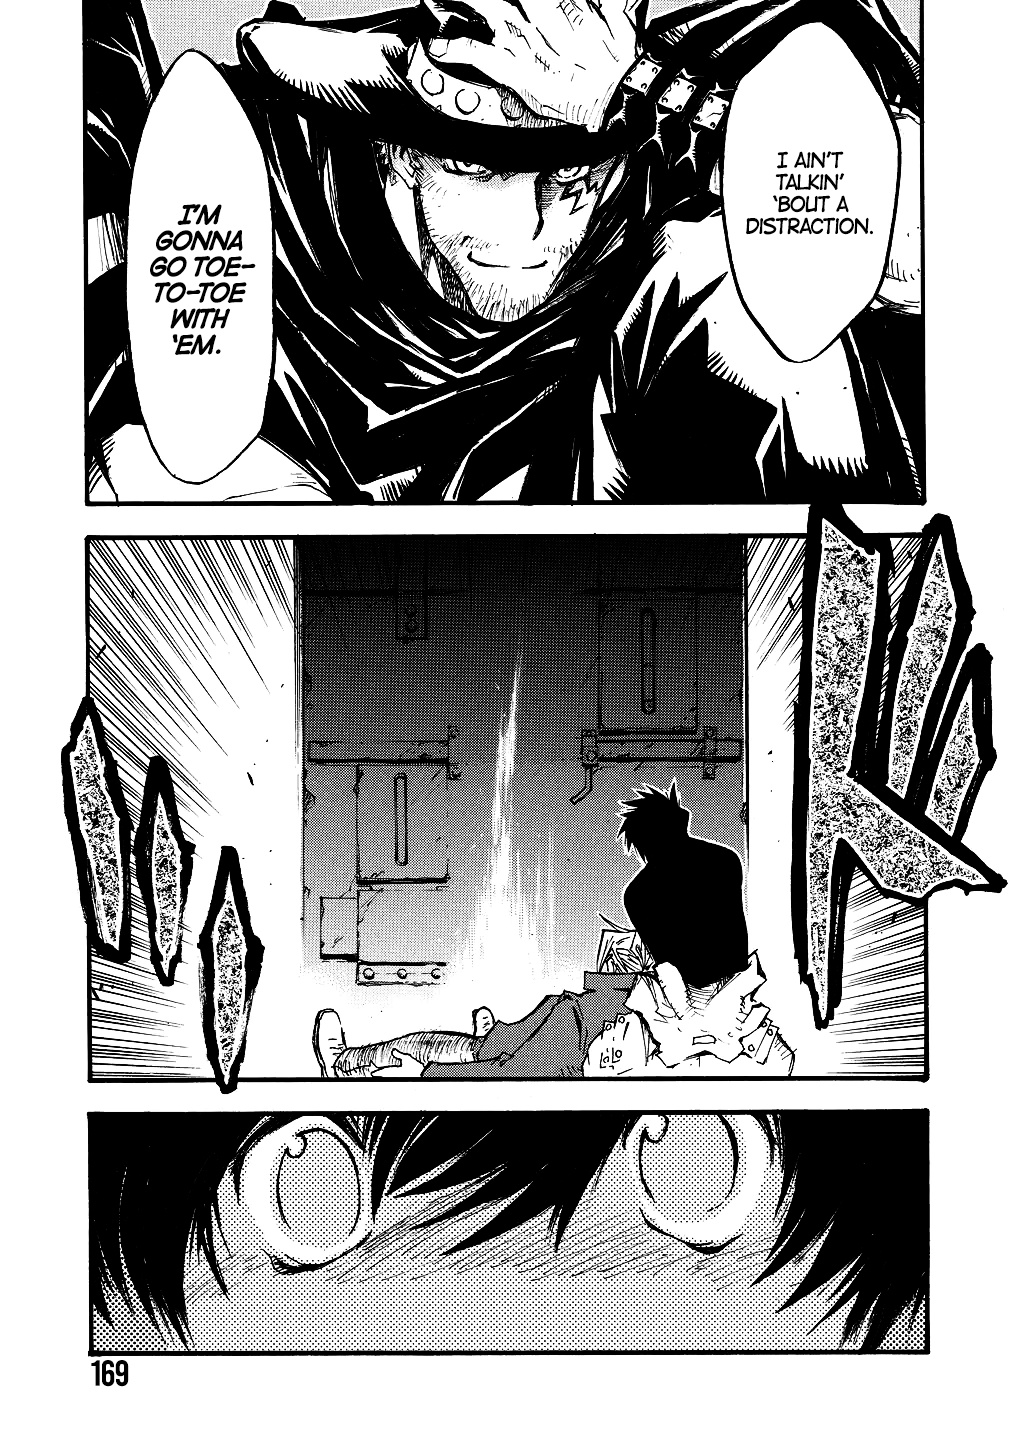 I AIN'T
TALKIN'
'BOUT A
DISTRACTION.
I'M
GONNA
GO TOE-
TO-TOE
WITH
'EM.
169